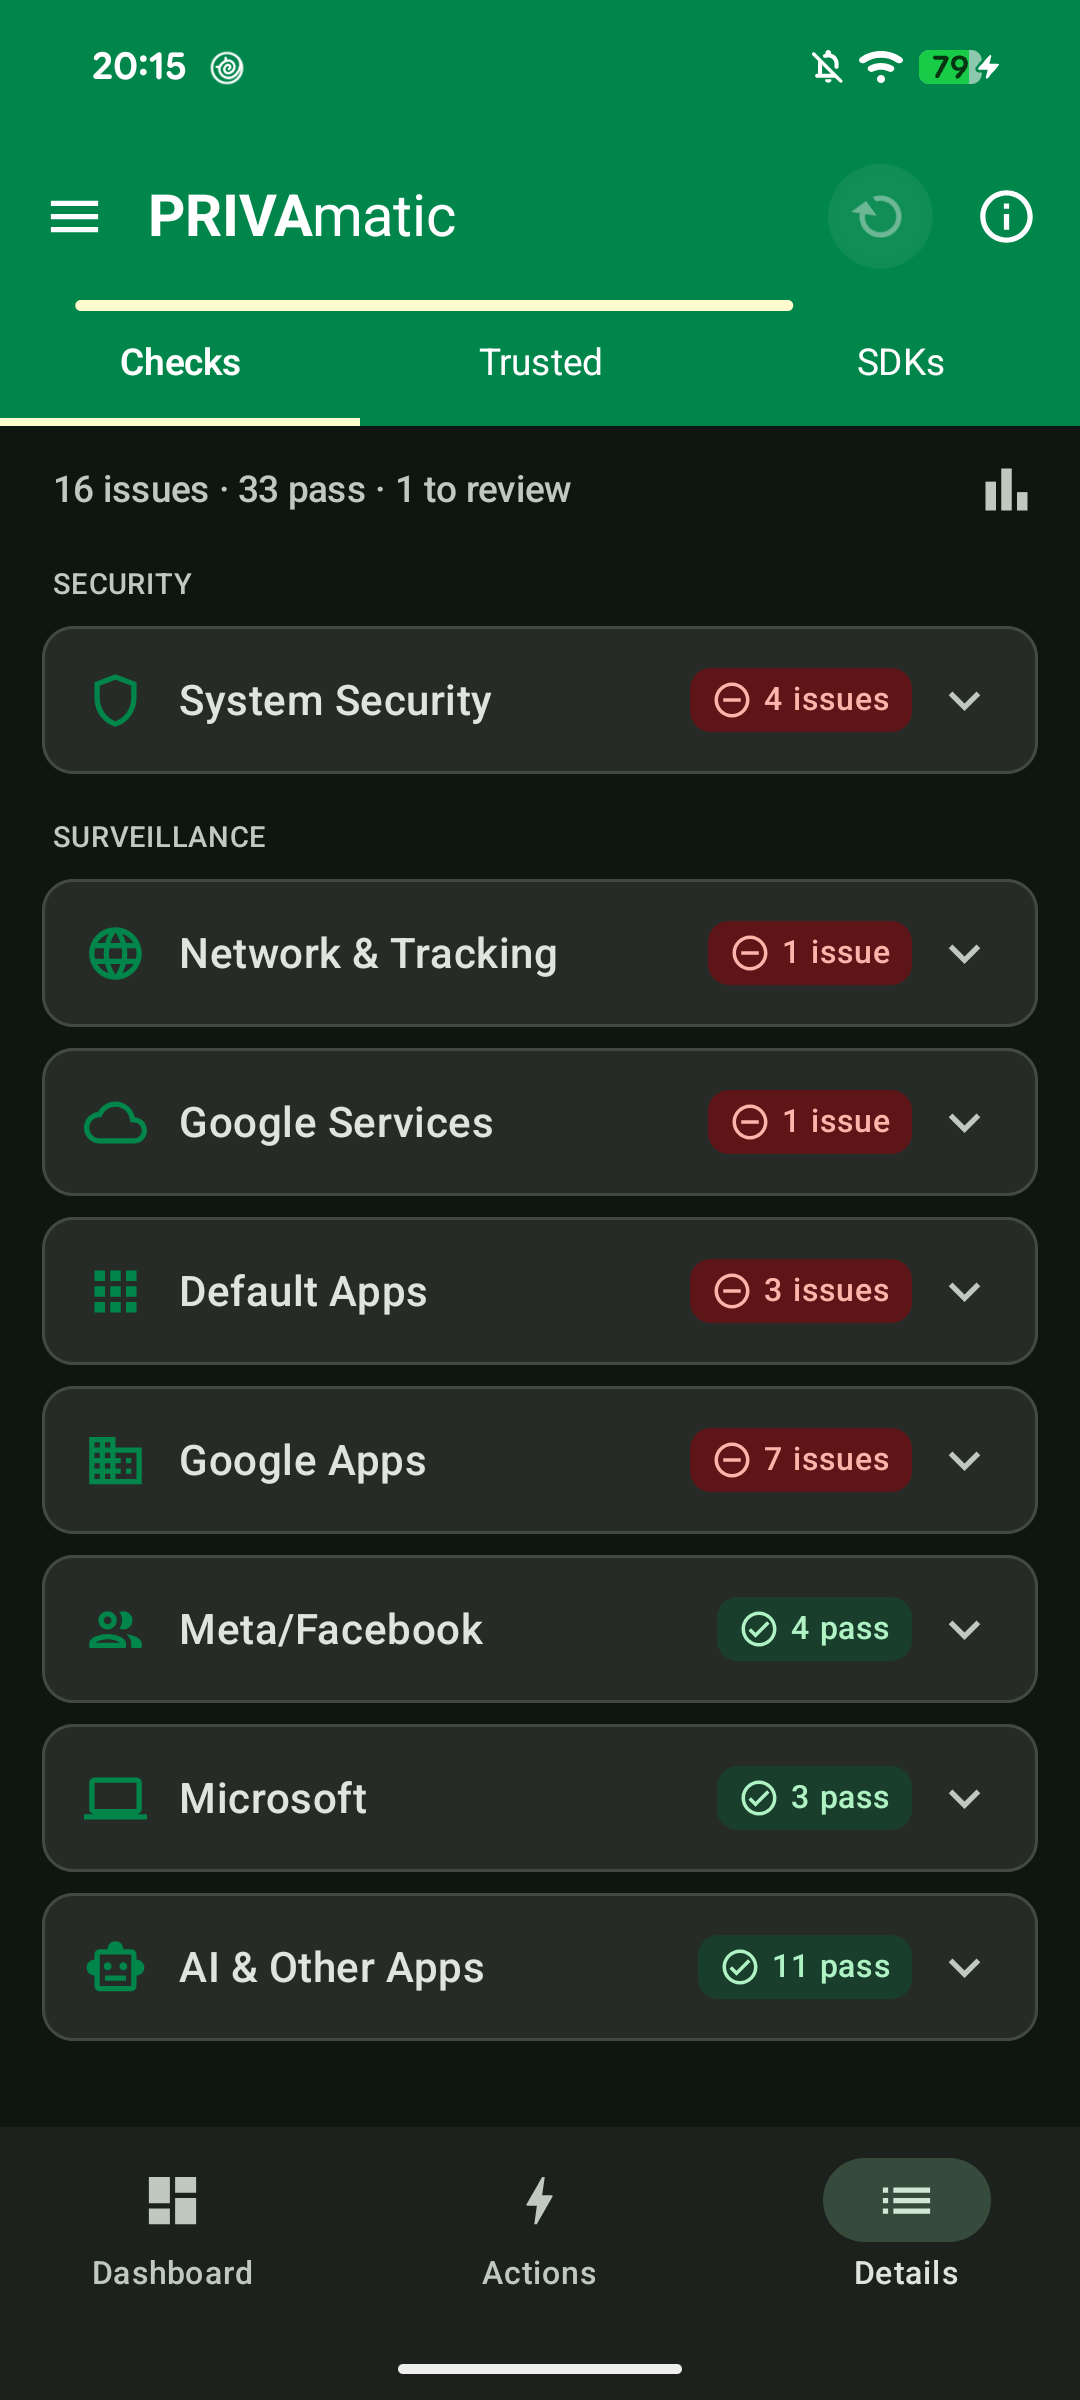 20:15
79
PRIVAmatic
Checks
Trusted
SDKs
16 issues · 33 pass · 1 to review
SECURITY
System Security
4 issues
SURVEILLANCE
Network & Tracking
1 issue
Google Services
1 issue
Default Apps
3 issues
Google Apps
7 issues
Meta/Facebook
4 pass
Microsoft
3 pass
AI & Other Apps
11 pass
Dashboard
Actions
Details